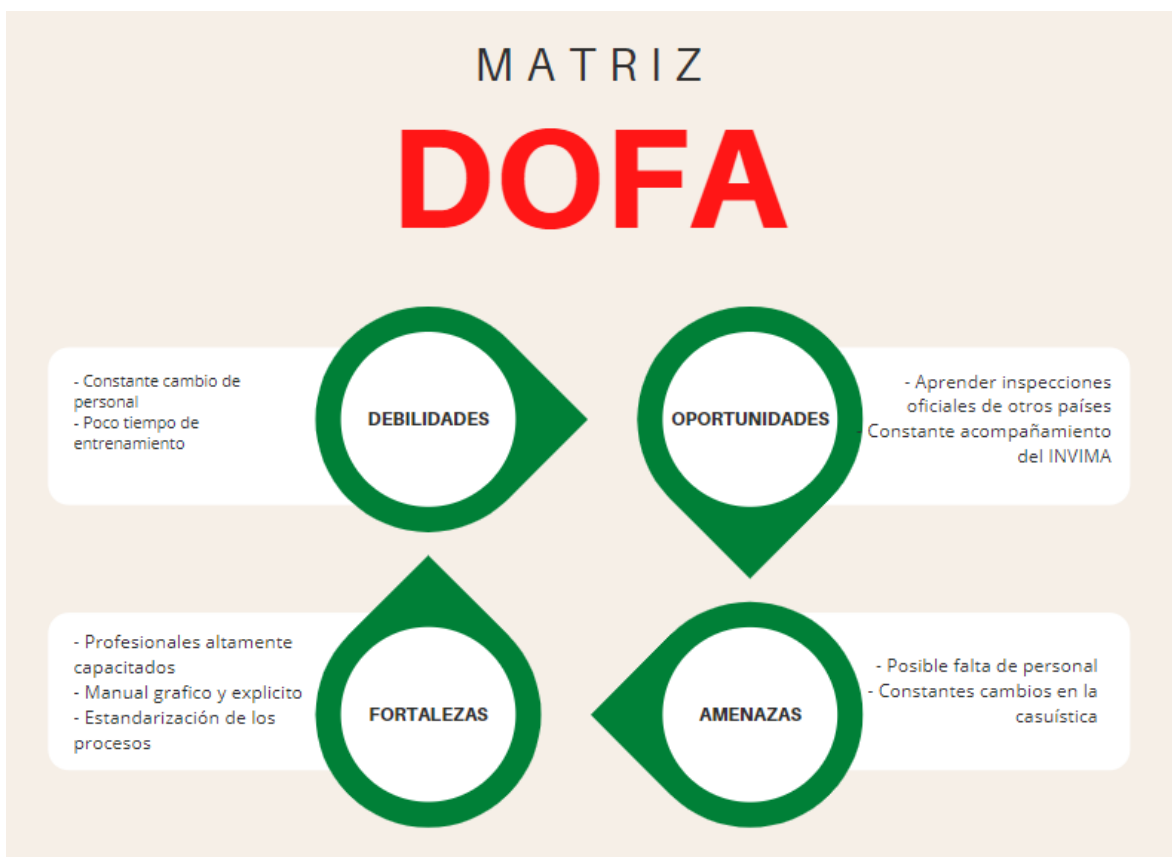 MATRIZ
DOFA
- Constante cambio de
personal
- Poco tiempo de
entrenamiento
DEBILIDADES
OPORTUNIDADES
- Aprender inspecciones
oficiales de otros países
- Constante acompañamiento
del INVIMA
- Profesionales altamente
capacitados
- Manual grafico y explicito
- Estandarización de los
procesos
FORTALEZAS
AMENAZAS
- Posible falta de personal
- Constantes cambios en la
casuística